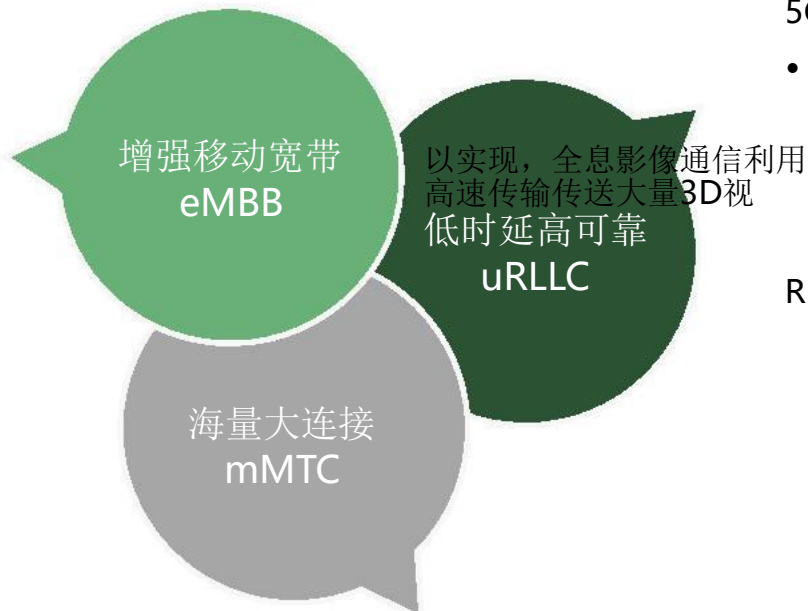 5
•
增强移动宽带
eMBB
以实现，全息影像通信利用
高速传输传送大量3D视
低时延高可靠
uRLLC
R
海量大连接
mMTC